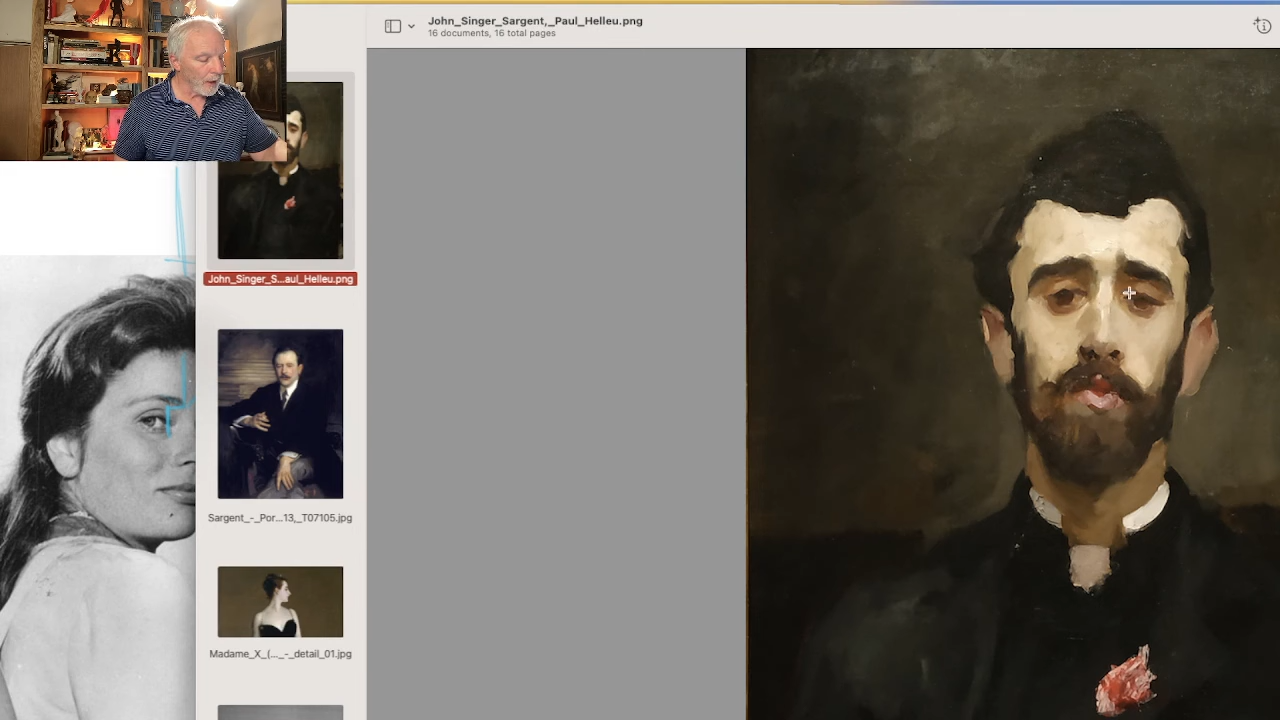 John_Singer_Sargent,_Paul_Helleu.png
16 documents, 16 total pages
John_Singer_S...aul_Helleu.png
Sargent_-_Por...13,_T07105.jpg
Madame_X_(..._-_detail_01.jpg